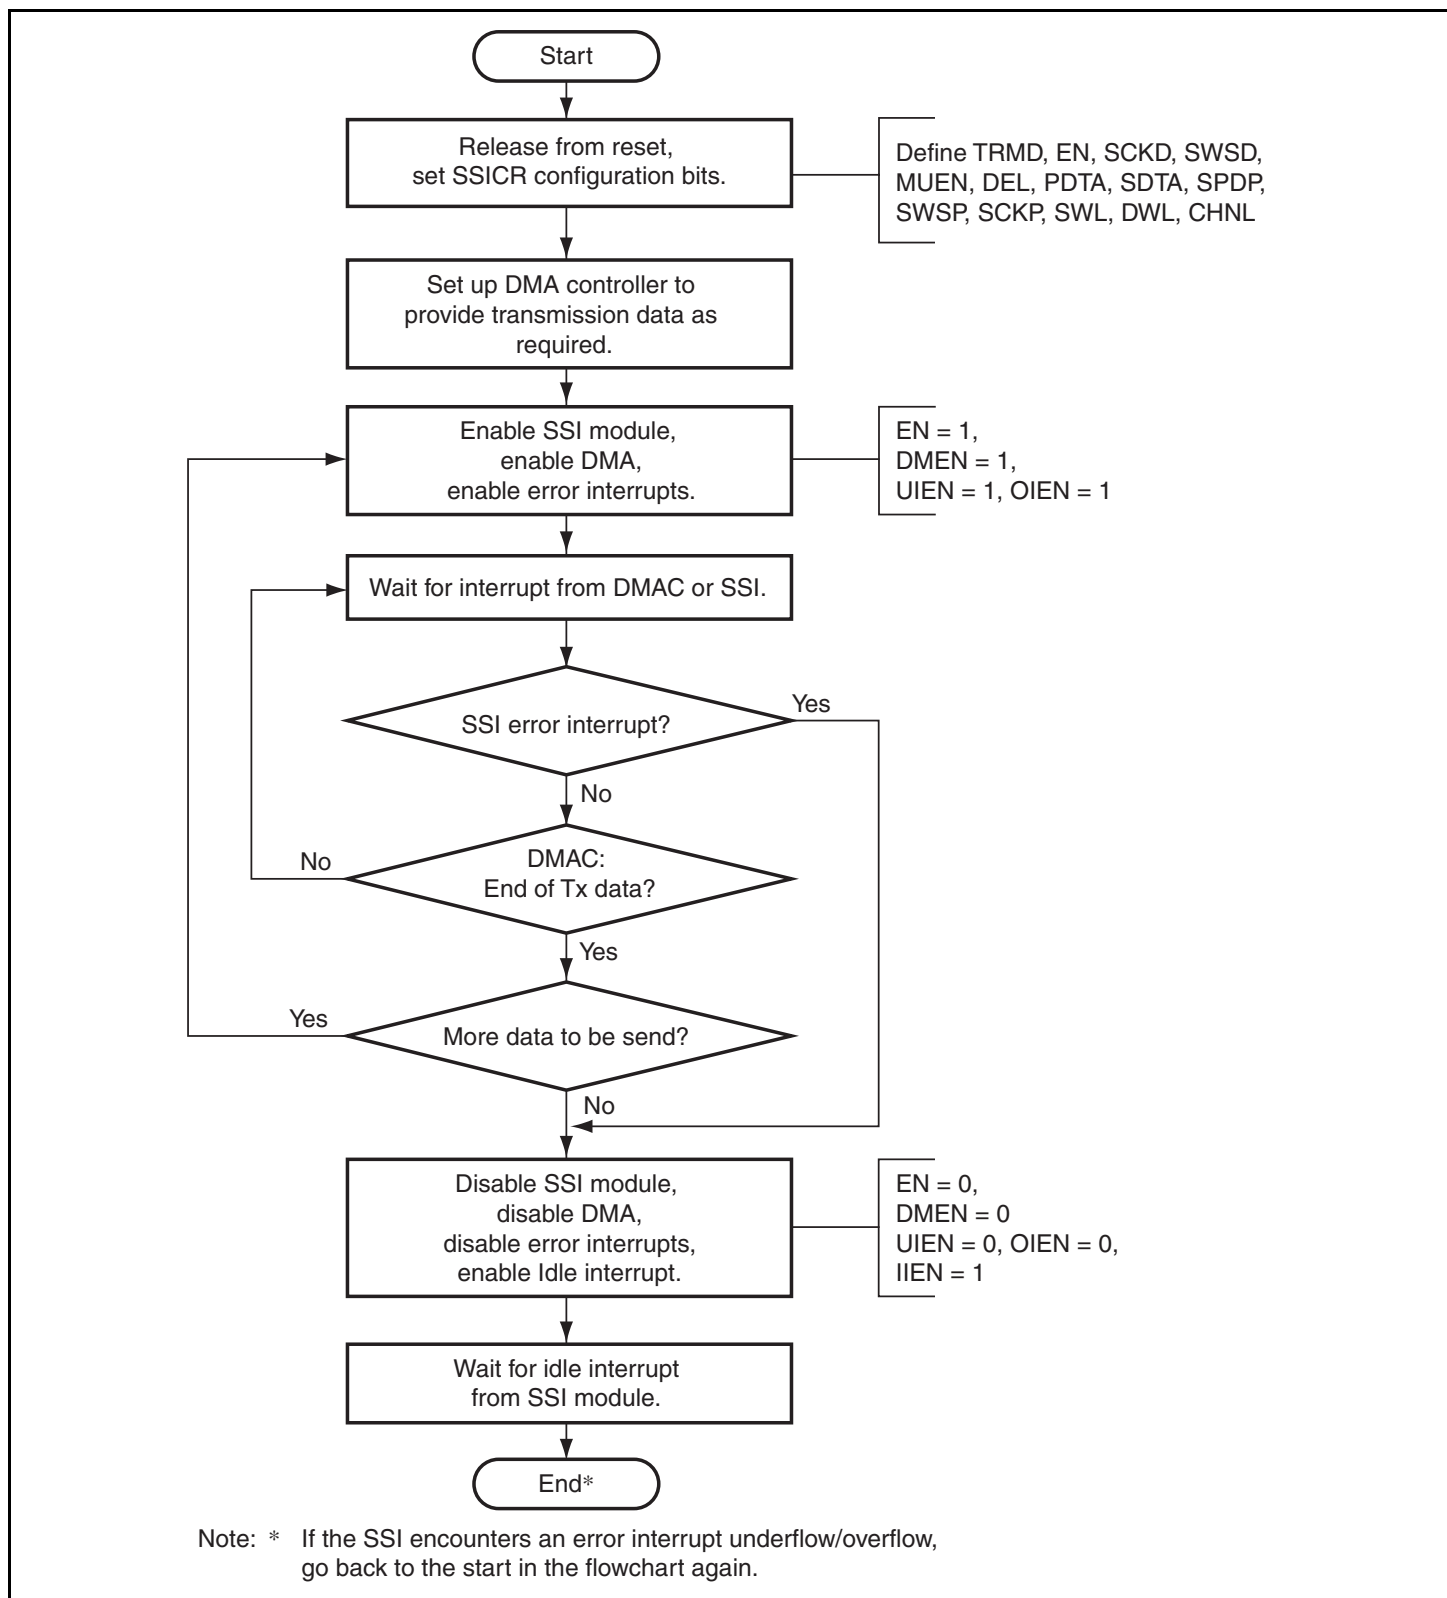 Start
Release from reset,
set SSICR configuration bits.
Define TRMD, EN, SCKD, SWSD,
MUEN, DEL, PDTA, SDTA, SPDP,
SWSP, SCKP, SWL, DWL, CHNL
Set up DMA controller to
provide transmission data as
required.
Enable SSI module,
enable DMA,
enable error interrupts.
EN = 1,
DMEN = 1,
UIEN = 1, OIEN = 1
Wait for interrupt from DMAC or SSI.
SSI error interrupt?
Yes
No
DMAC:
End of Tx data?
No
Yes
More data to be send?
Yes
No
Disable SSI module,
disable DMA,
disable error interrupts,
enable Idle interrupt.
EN = 0,
DMEN = 0
UIEN = 0, OIEN = 0,
IIEN = 1
Wait for idle interrupt
from SSI module.
End*
Note: * If the SSI encounters an error interrupt underflow/overflow,
go back to the start in the flowchart again.